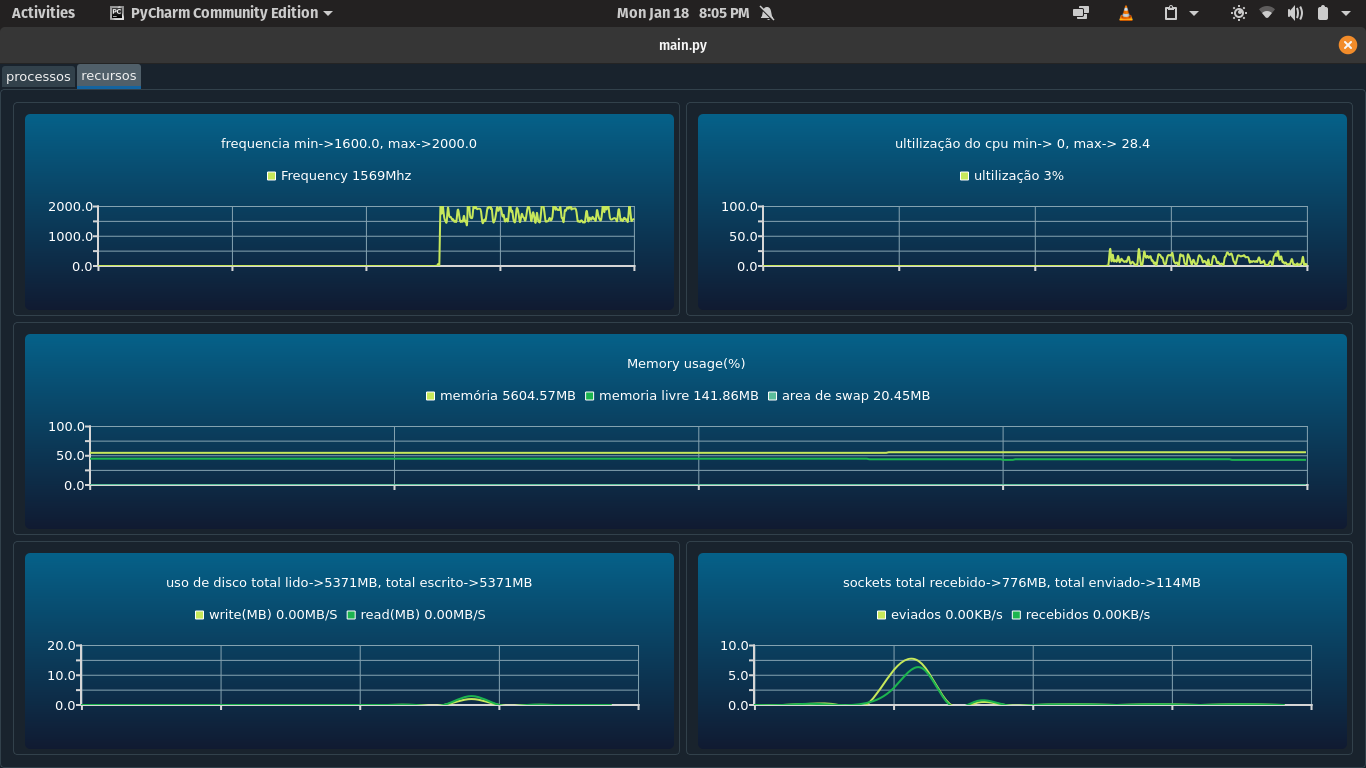 Activities PyCharm Community Edition Mon Jan 18 8:05 PM
main.py
processos recursos
frequencia min->1600.0, max->2000.0
Frequency 1569Mhz
2000.0
1000.0
0.0
ultilização do cpu min-> 0, max-> 28.4
ultilização 3%
100.0
50.0
0.0
Memory usage(%)
memória 5604.57MB memoria livre 141.86MB area de swap 20.45MB
100.0
50.0
0.0
uso de disco total lido->5371MB, total escrito->5371MB
write(MB) 0.00MB/S read(MB) 0.00MB/S
20.0
10.0
0.0
sockets total recebido->776MB, total enviado->114MB
eviados 0.00KB/s recebidos 0.00KB/s
10.0
5.0
0.0